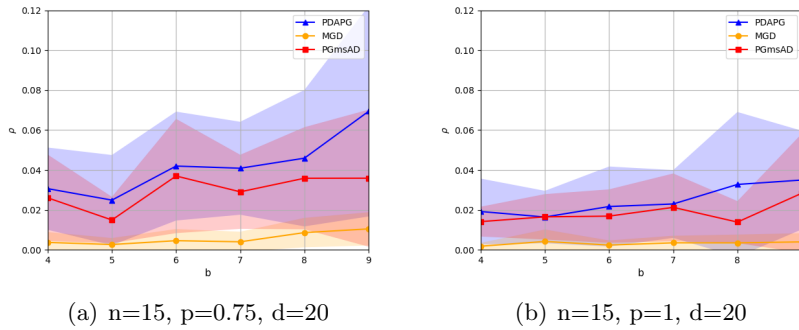 0.12
0.10
0.08
0.06
0.04
0.02
0.00
ρ
4 5 6 7 8 9
b
PDAPG
MGD
PGmsAD
(a) n=15, p=0.75, d=20
0.12
0.10
0.08
0.06
0.04
0.02
0.00
ρ
4 5 6 7 8
b
PDAPG
MGD
PGmsAD
(b) n=15, p=1, d=20